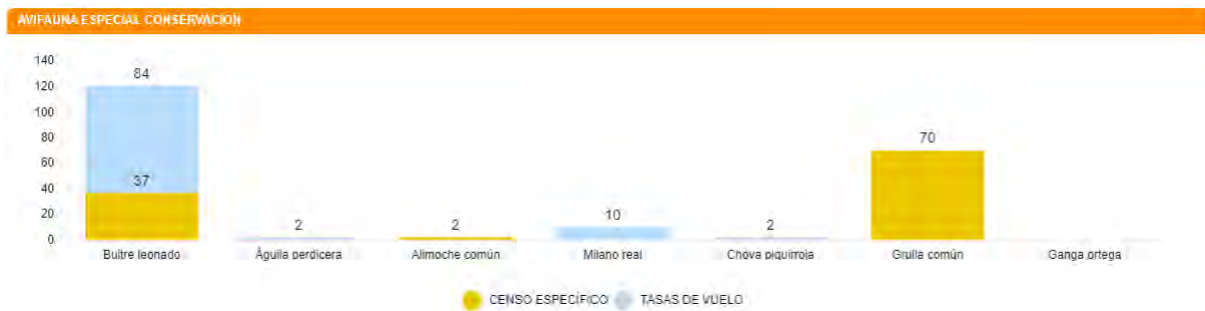 AVIFAUNA ESPECIAL CONSERVACION
140
120
100
80
60
40
20
0
84
37
2
2
10
2
70
Buitre leonado
Águila perdicera
Alimoche común
Milano real
Chova piquirroja
Grulla común
Ganga ortega
CENSO ESPECÍFICO
TASAS DE VUELO